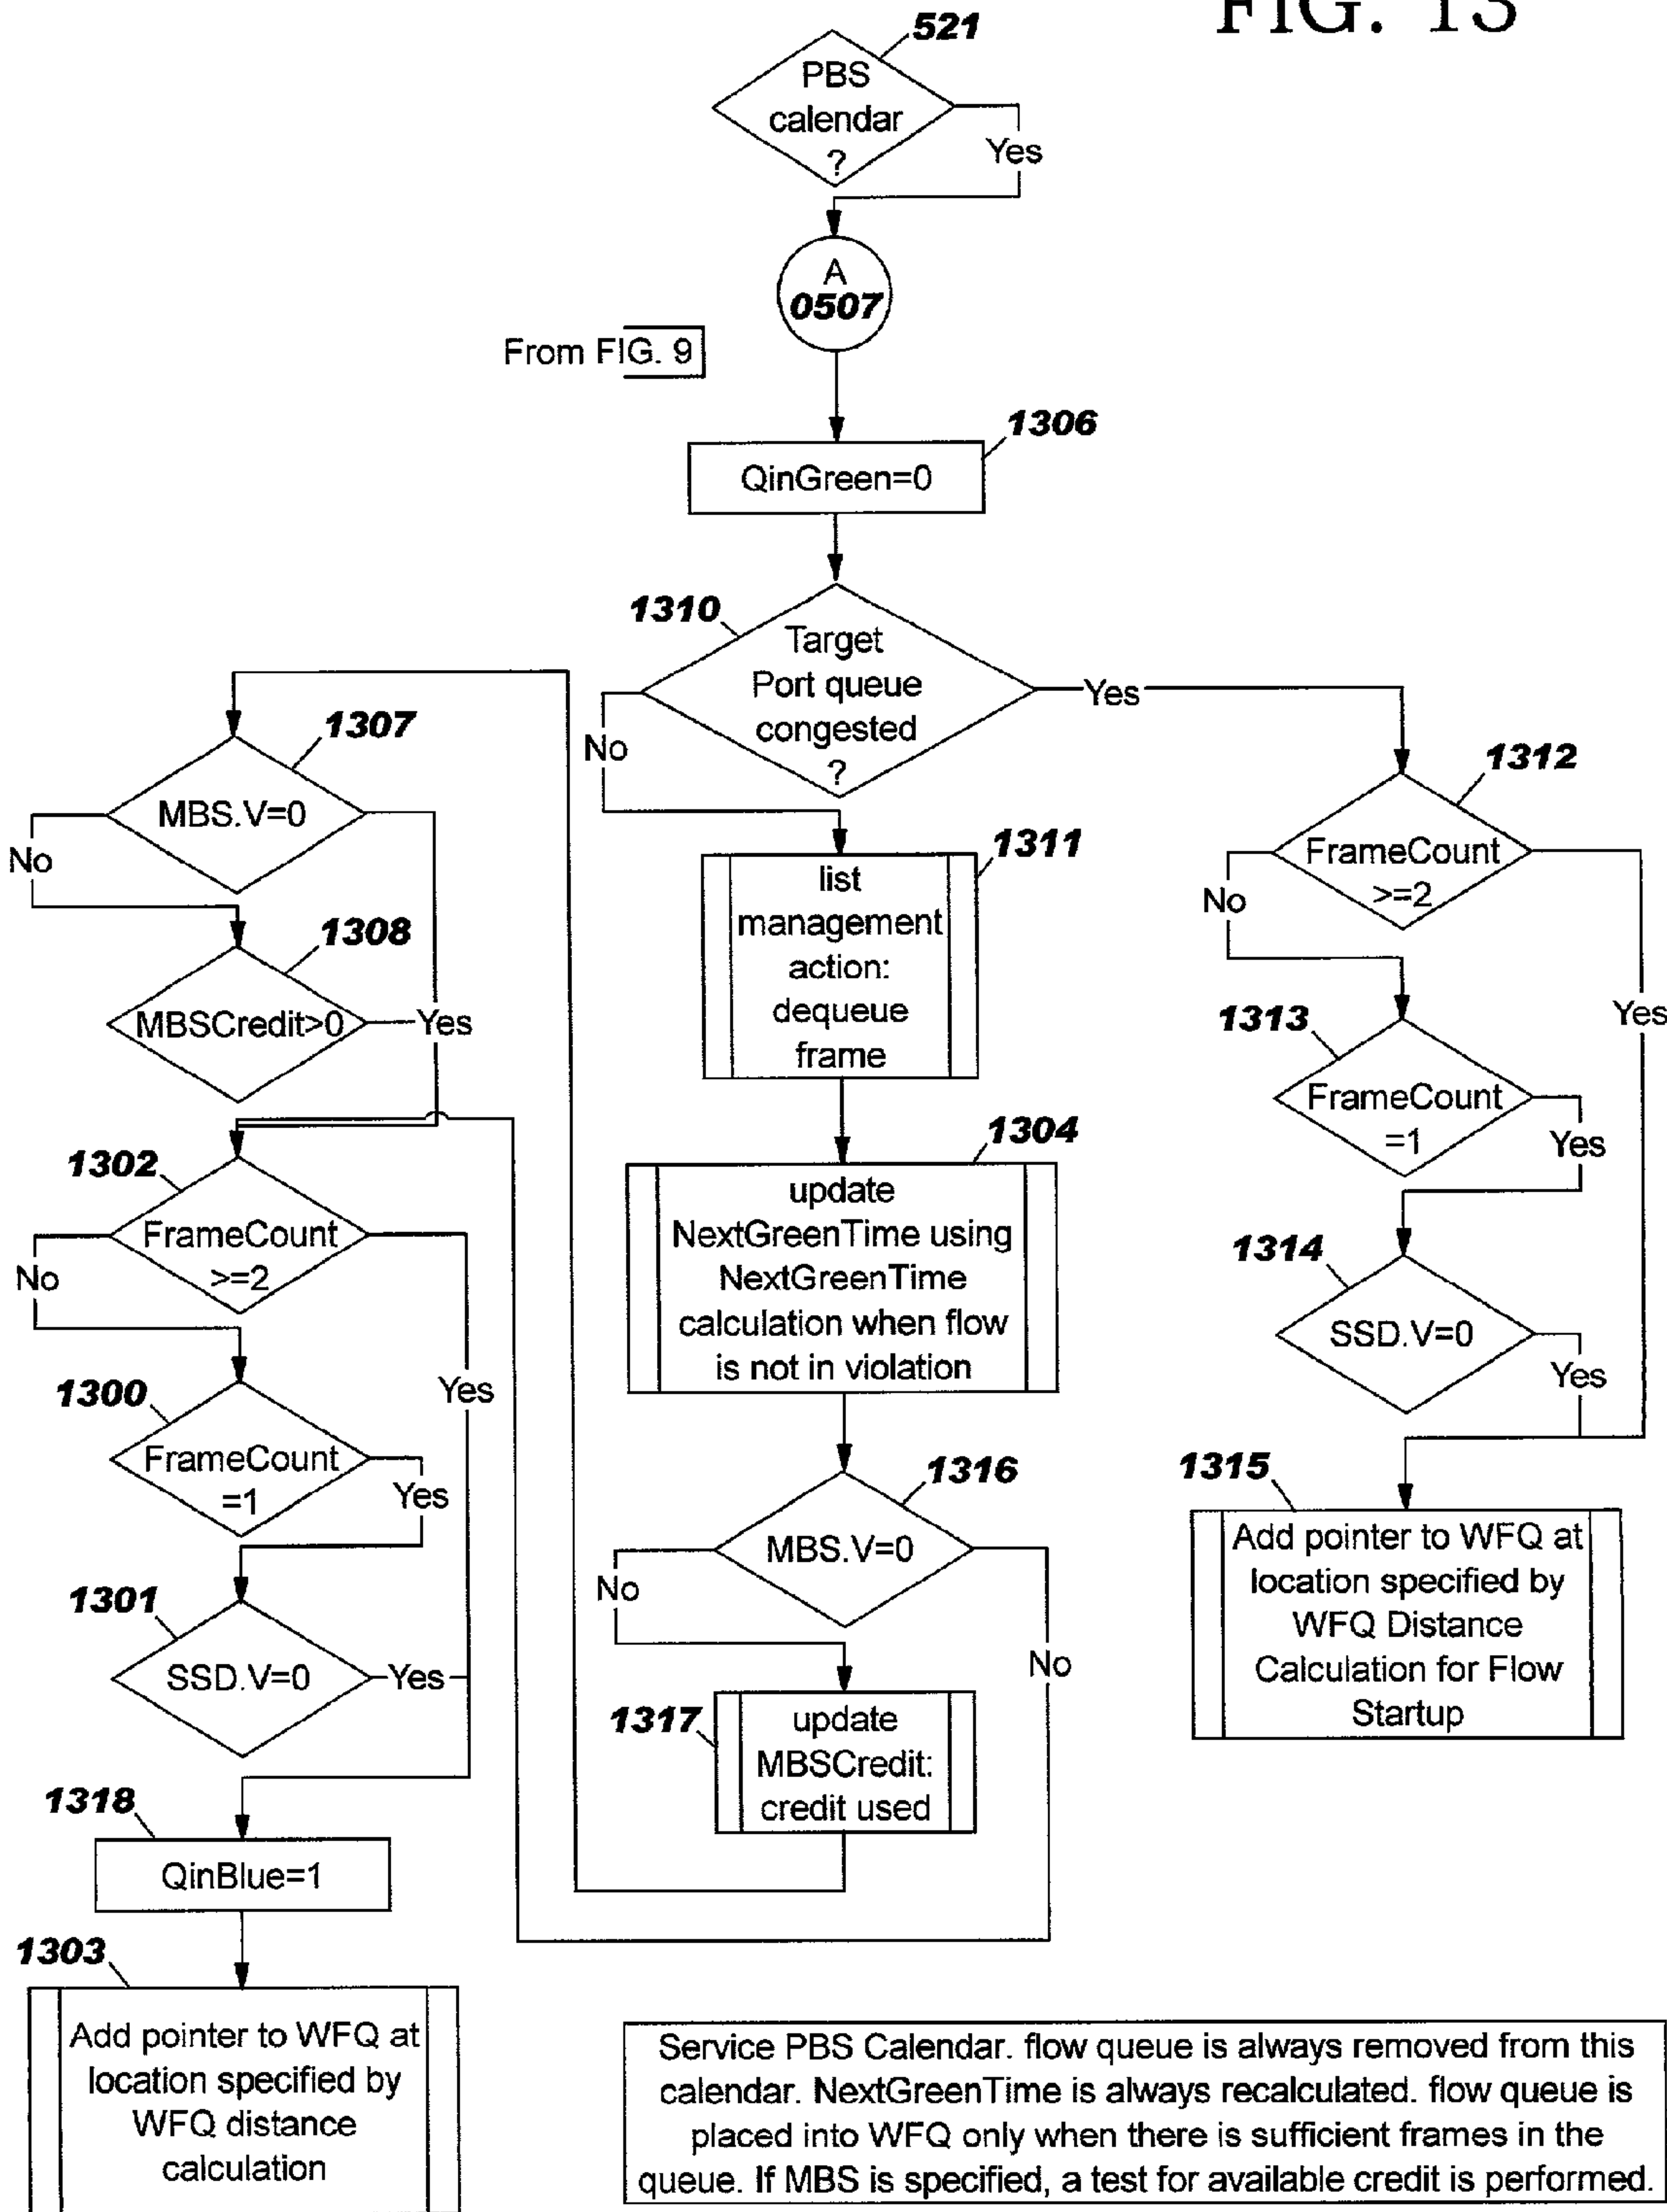 FIG. 13
521
PBS
calendar
?
Yes
A
0507
From FIG. 9
1306
QinGreen=0
1310
Target
Port queue
congested
?
Yes
No
1307
MBS.V=0
No
1308
MBSCredit>0
Yes
1302
FrameCount
>=2
No
Yes
1300
FrameCount
=1
Yes
1301
SSD.V=0
Yes
1318
QinBlue=1
1303
Add pointer to WFQ at
location specified by
WFQ distance
calculation
1311
list
management
action:
dequeue
frame
1304
update
NextGreenTime using
NextGreenTime
calculation when flow
is not in violation
1316
MBS.V=0
No
No
1317
update
MBSCredit:
credit used
1312
FrameCount
>=2
No
Yes
1313
FrameCount
=1
Yes
1314
SSD.V=0
Yes
1315
Add pointer to WFQ at
location specified by
WFQ Distance
Calculation for Flow
Startup
Service PBS Calendar. flow queue is always removed from this
calendar. NextGreenTime is always recalculated. flow queue is
placed into WFQ only when there is sufficient frames in the
queue. If MBS is specified, a test for available credit is performed.